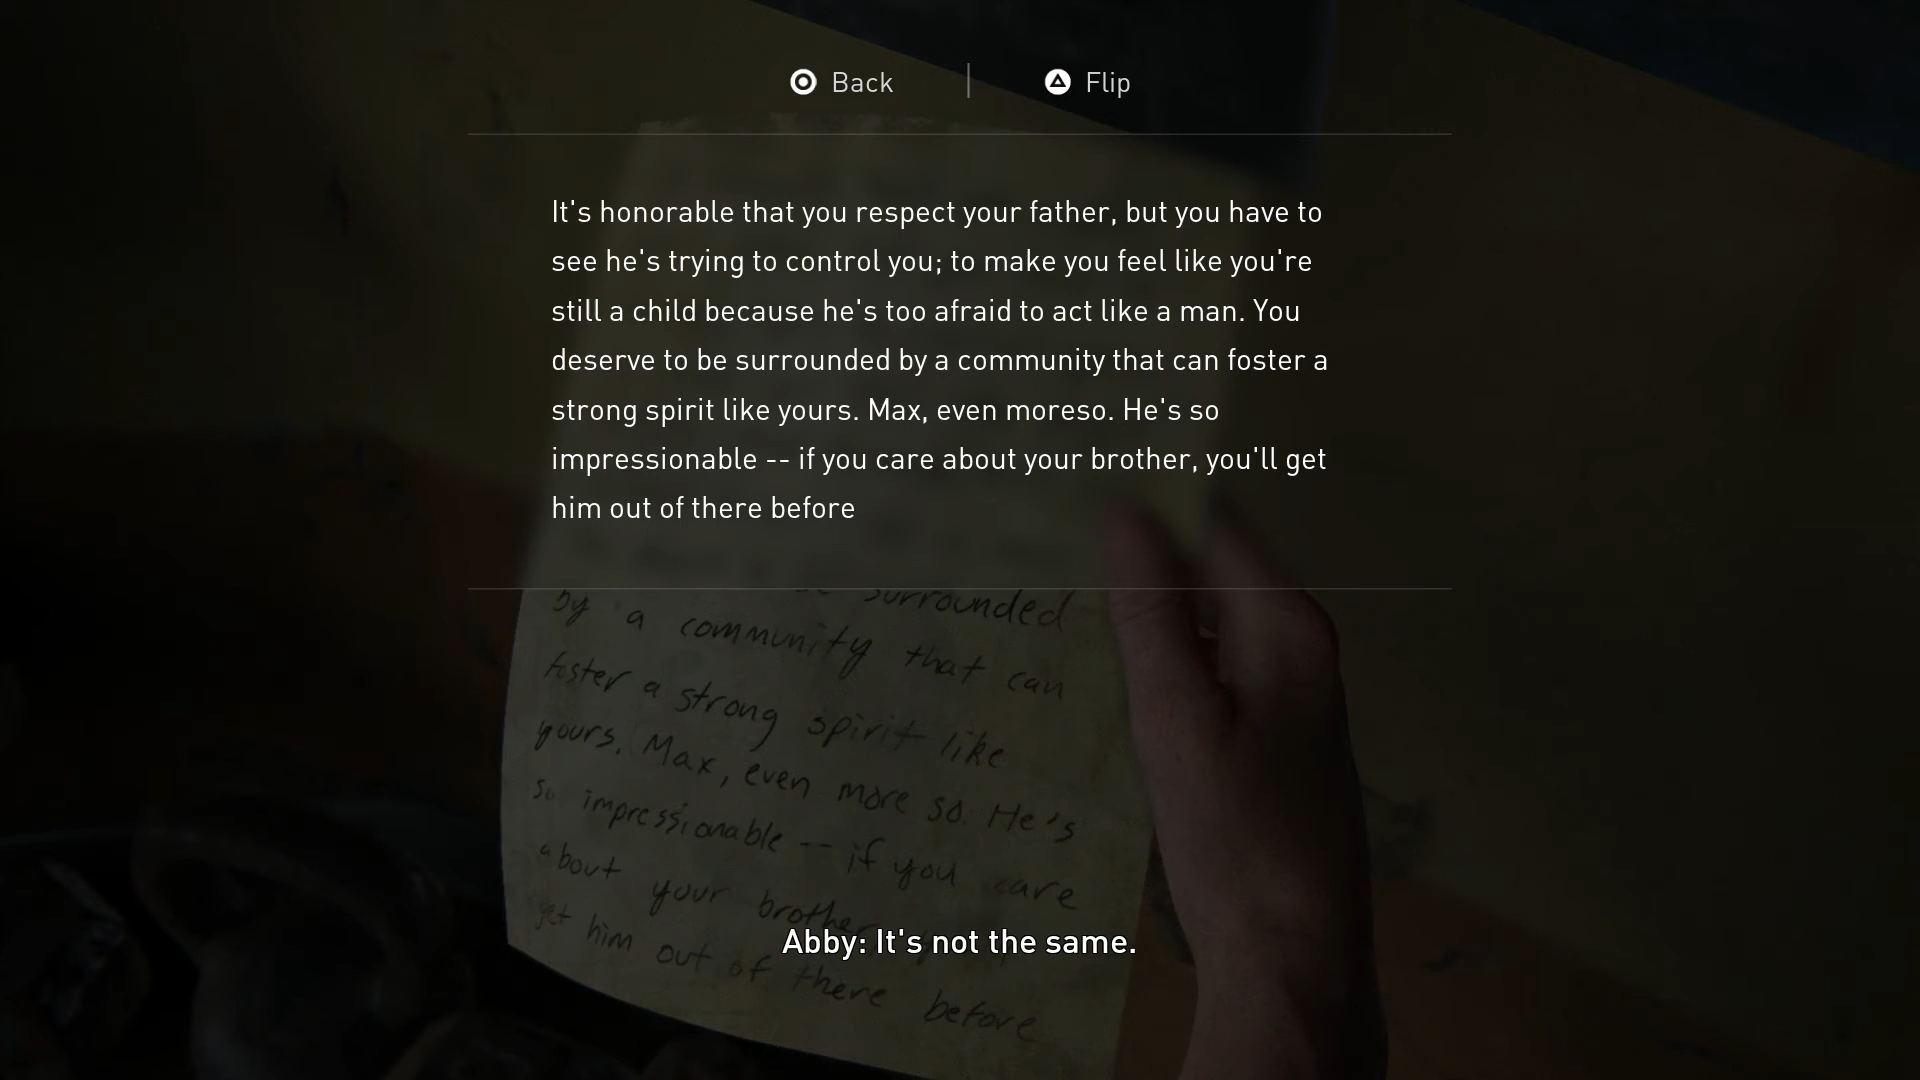 Back | Flip
It's honorable that you respect your father, but you have to
see he's trying to control you; to make you feel like you're
still a child because he's too afraid to act like a man. You
deserve to be surrounded by a community that can foster a
strong spirit like yours. Max, even moreso. He's so
impressionable -- if you care about your brother, you'll get
him out of there before
surrounded
by a community that can
foster a strong spirit like
yours. Max, even more so. He's
so impressionable -- if you care
about your brother
get him out of there before
Abby: It's not the same.